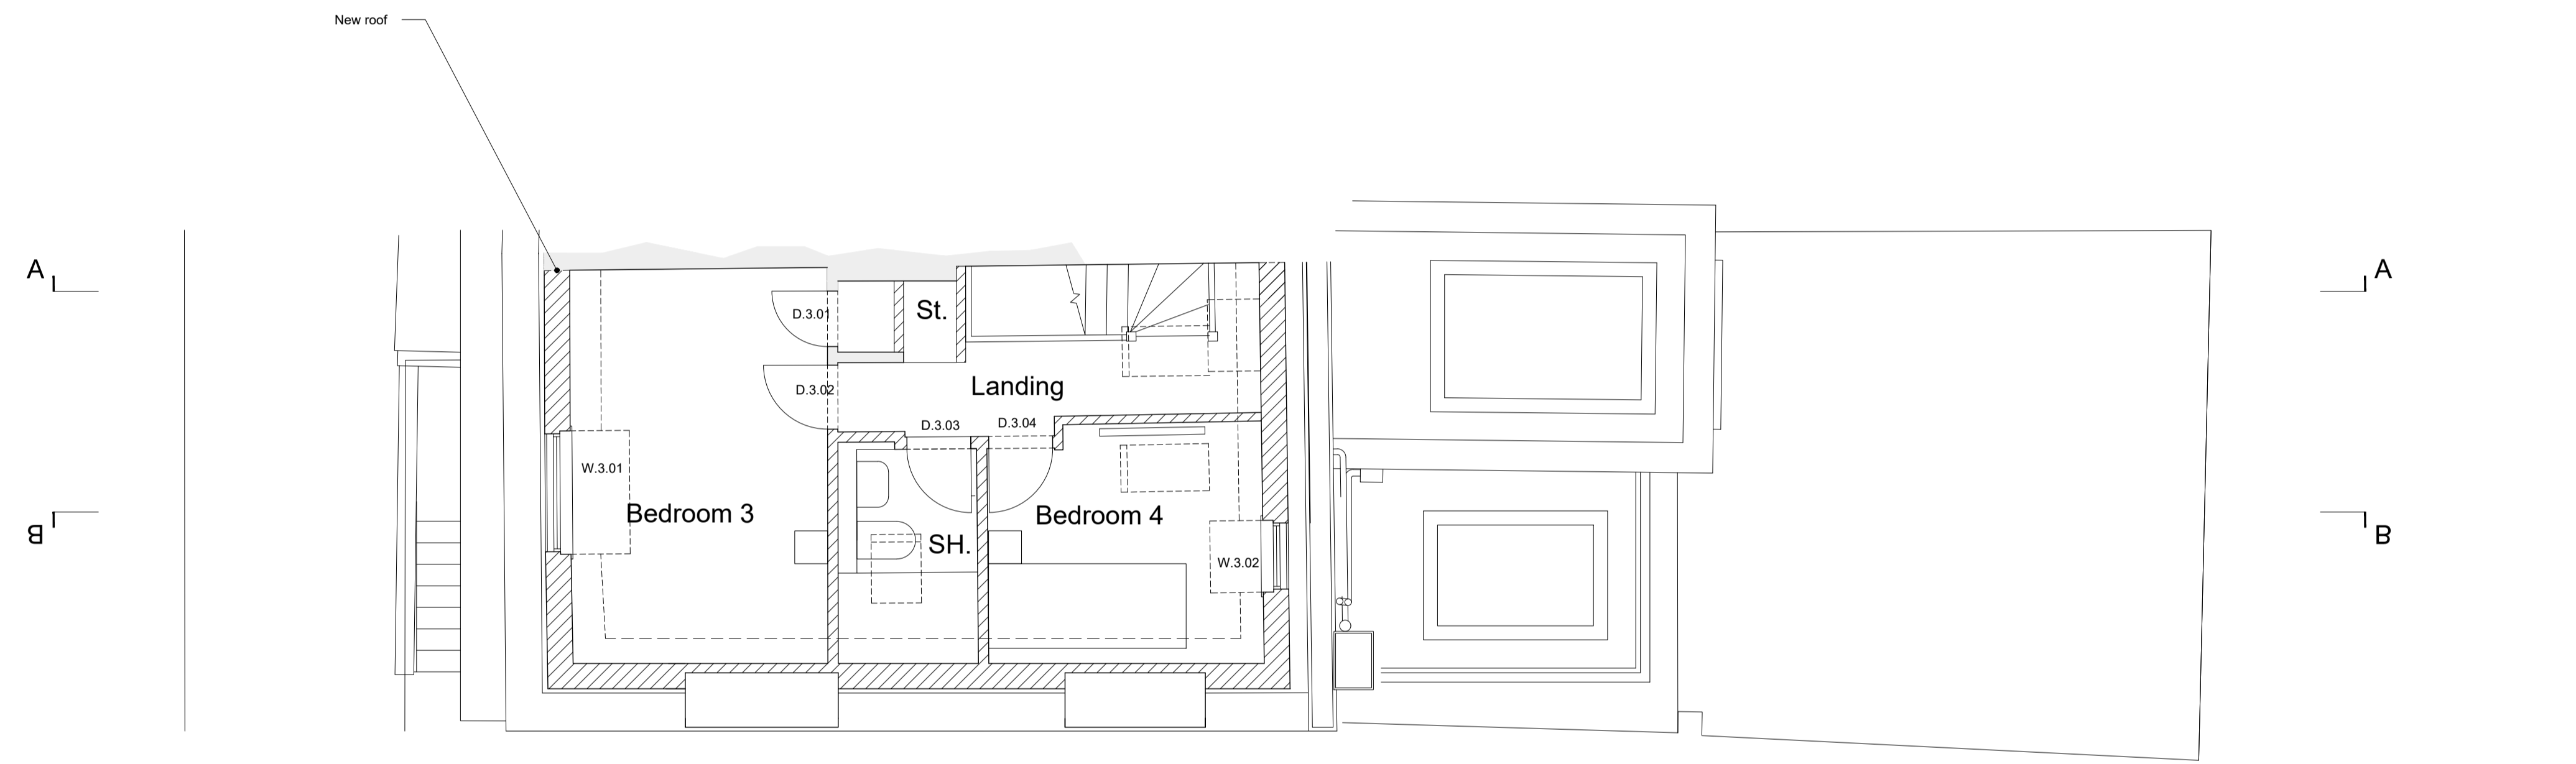 New roof
A
A
D.3.01
St.
D.3.02
Landing
D.3.03
D.3.04
W.3.01
Bedroom 3
Bedroom 4
B
SH.
B
W.3.02